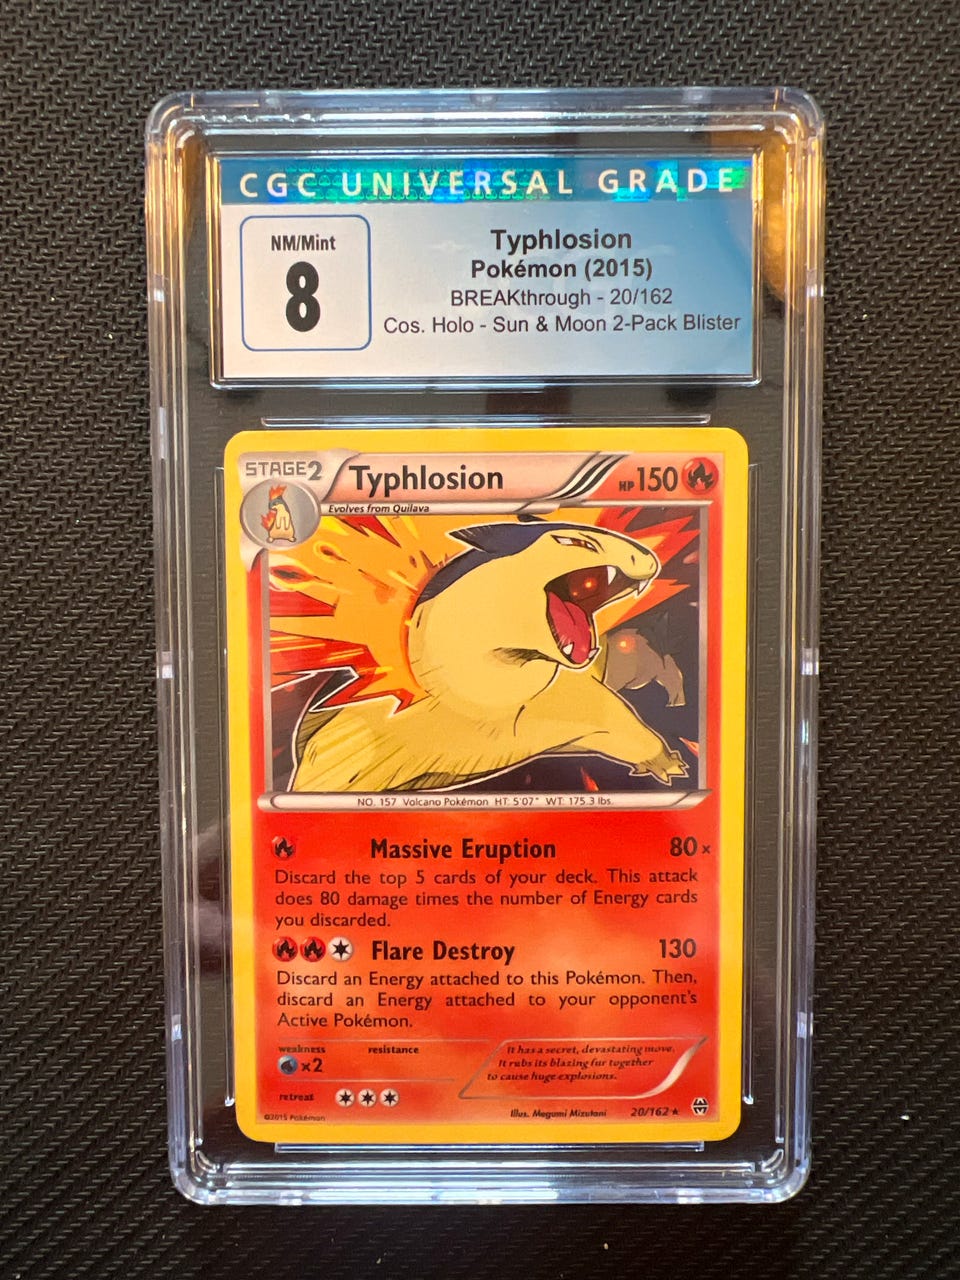 CGC UNIVERSAL GRADE
NM/Mint
8
Typhlosion
Pokémon (2015)
BREAKthrough - 20/162
Cos. Holo - Sun & Moon 2-Pack Blister
STAGE2
Typhlosion
HP150
Evolves from Quilava
NO. 157 Volcano Pokémon HT: 5'07" WT: 175.3 lbs.
Massive Eruption 80×
Discard the top 5 cards of your deck. This attack
does 80 damage times the number of Energy cards
you discarded.
Flare Destroy 130
Discard an Energy attached to this Pokémon. Then,
discard an Energy attached to your opponent's
Active Pokémon.
weakness resistance
×2
It has a secret, devastating move.
It rubs its blazing fur together
to cause huge explosions.
retreat
©2015 Pokémon
Illus. Megumi Mizutani
20/162 ★